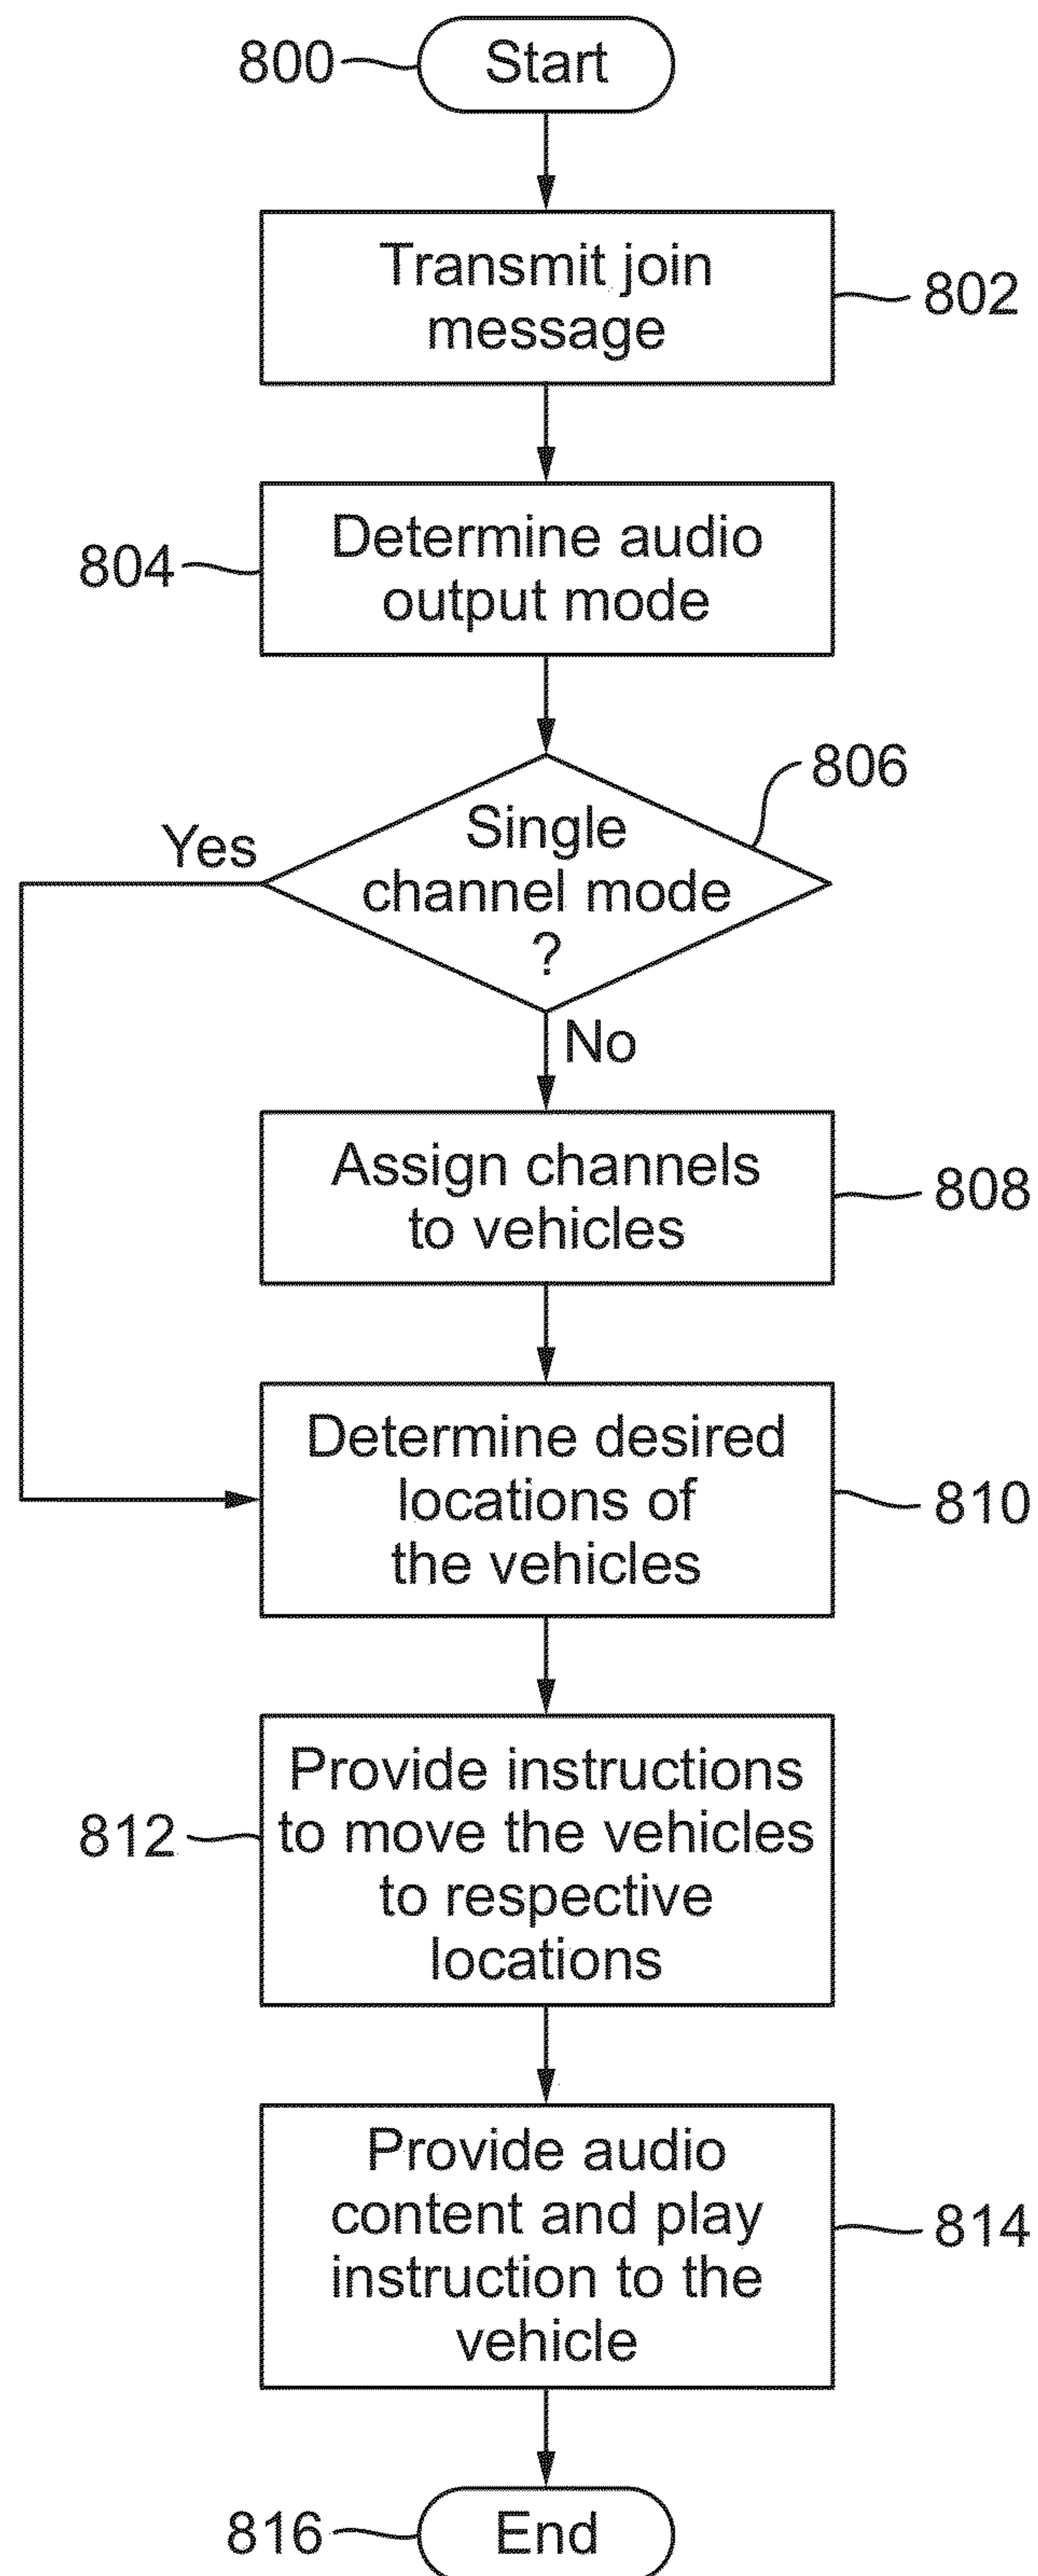 800
Start
Transmit join
message
802
804
Determine audio
output mode
806
Single
channel mode
?
Yes
No
Assign channels
to vehicles
808
Determine desired
locations of
the vehicles
810
812
Provide instructions
to move the vehicles
to respective
locations
Provide audio
content and play
instruction to the
vehicle
814
816
End